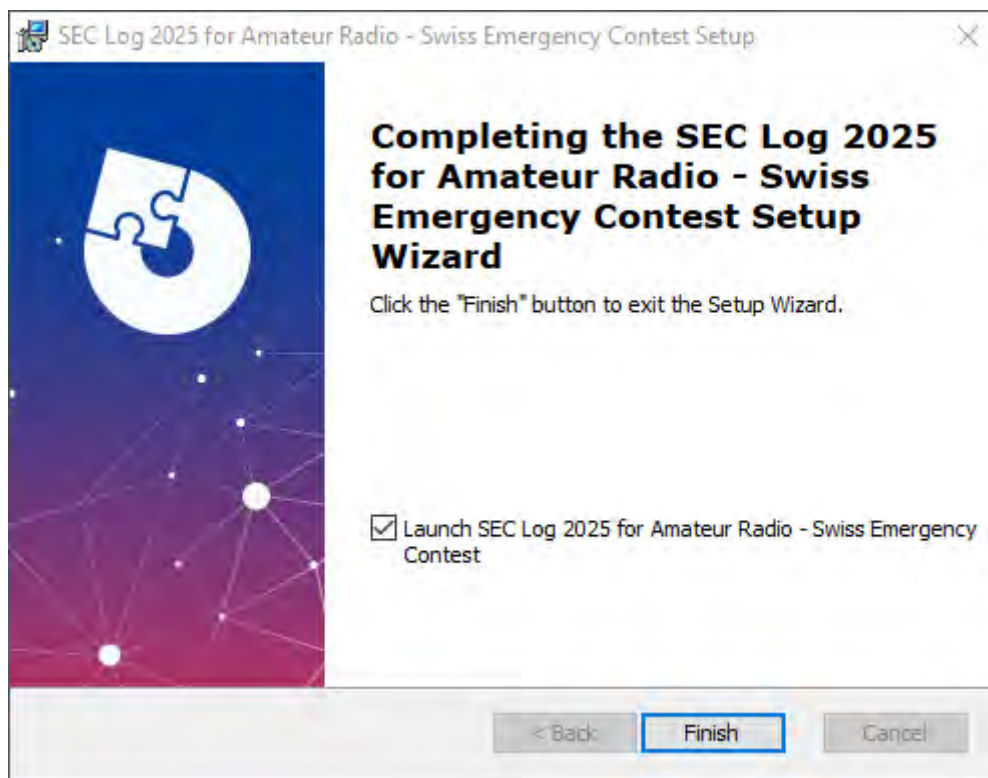 SEC Log 2025 for Amateur Radio - Swiss Emergency Contest Setup
Completing the SEC Log 2025
for Amateur Radio - Swiss
Emergency Contest Setup
Wizard
Click the "Finish" button to exit the Setup Wizard.
Launch SEC Log 2025 for Amateur Radio - Swiss Emergency
Contest
< Back
Finish
Cancel